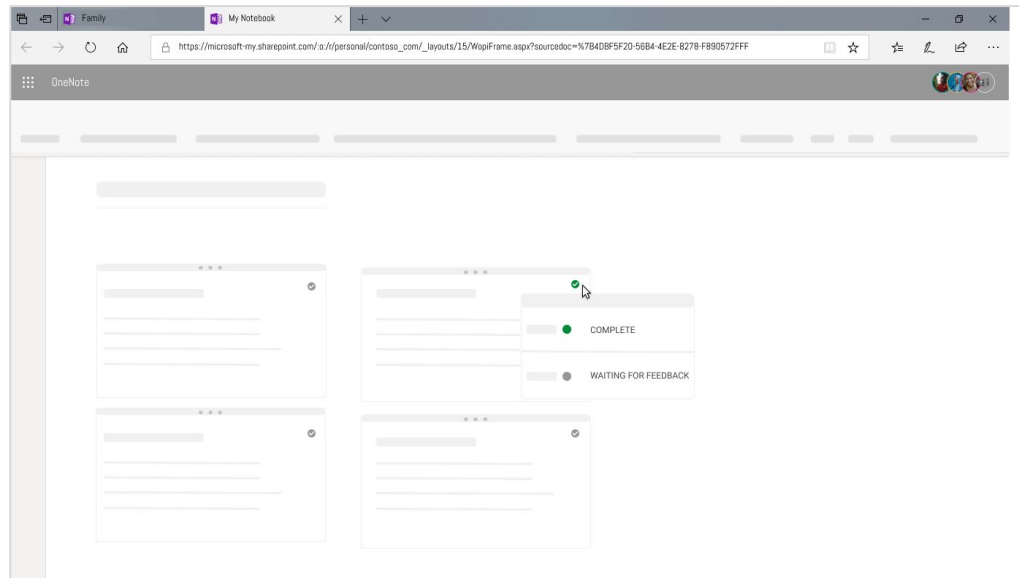 Family
My Notebook
https://microsoft-my.sharepoint.com/:o:/r/personal/contoso_com/_layouts/15/WopiFrame.aspx?sourcedoc=%7B4DBF5F20-56B4-4E2E-8278-F890572FFF
OneNote
COMPLETE
WAITING FOR FEEDBACK